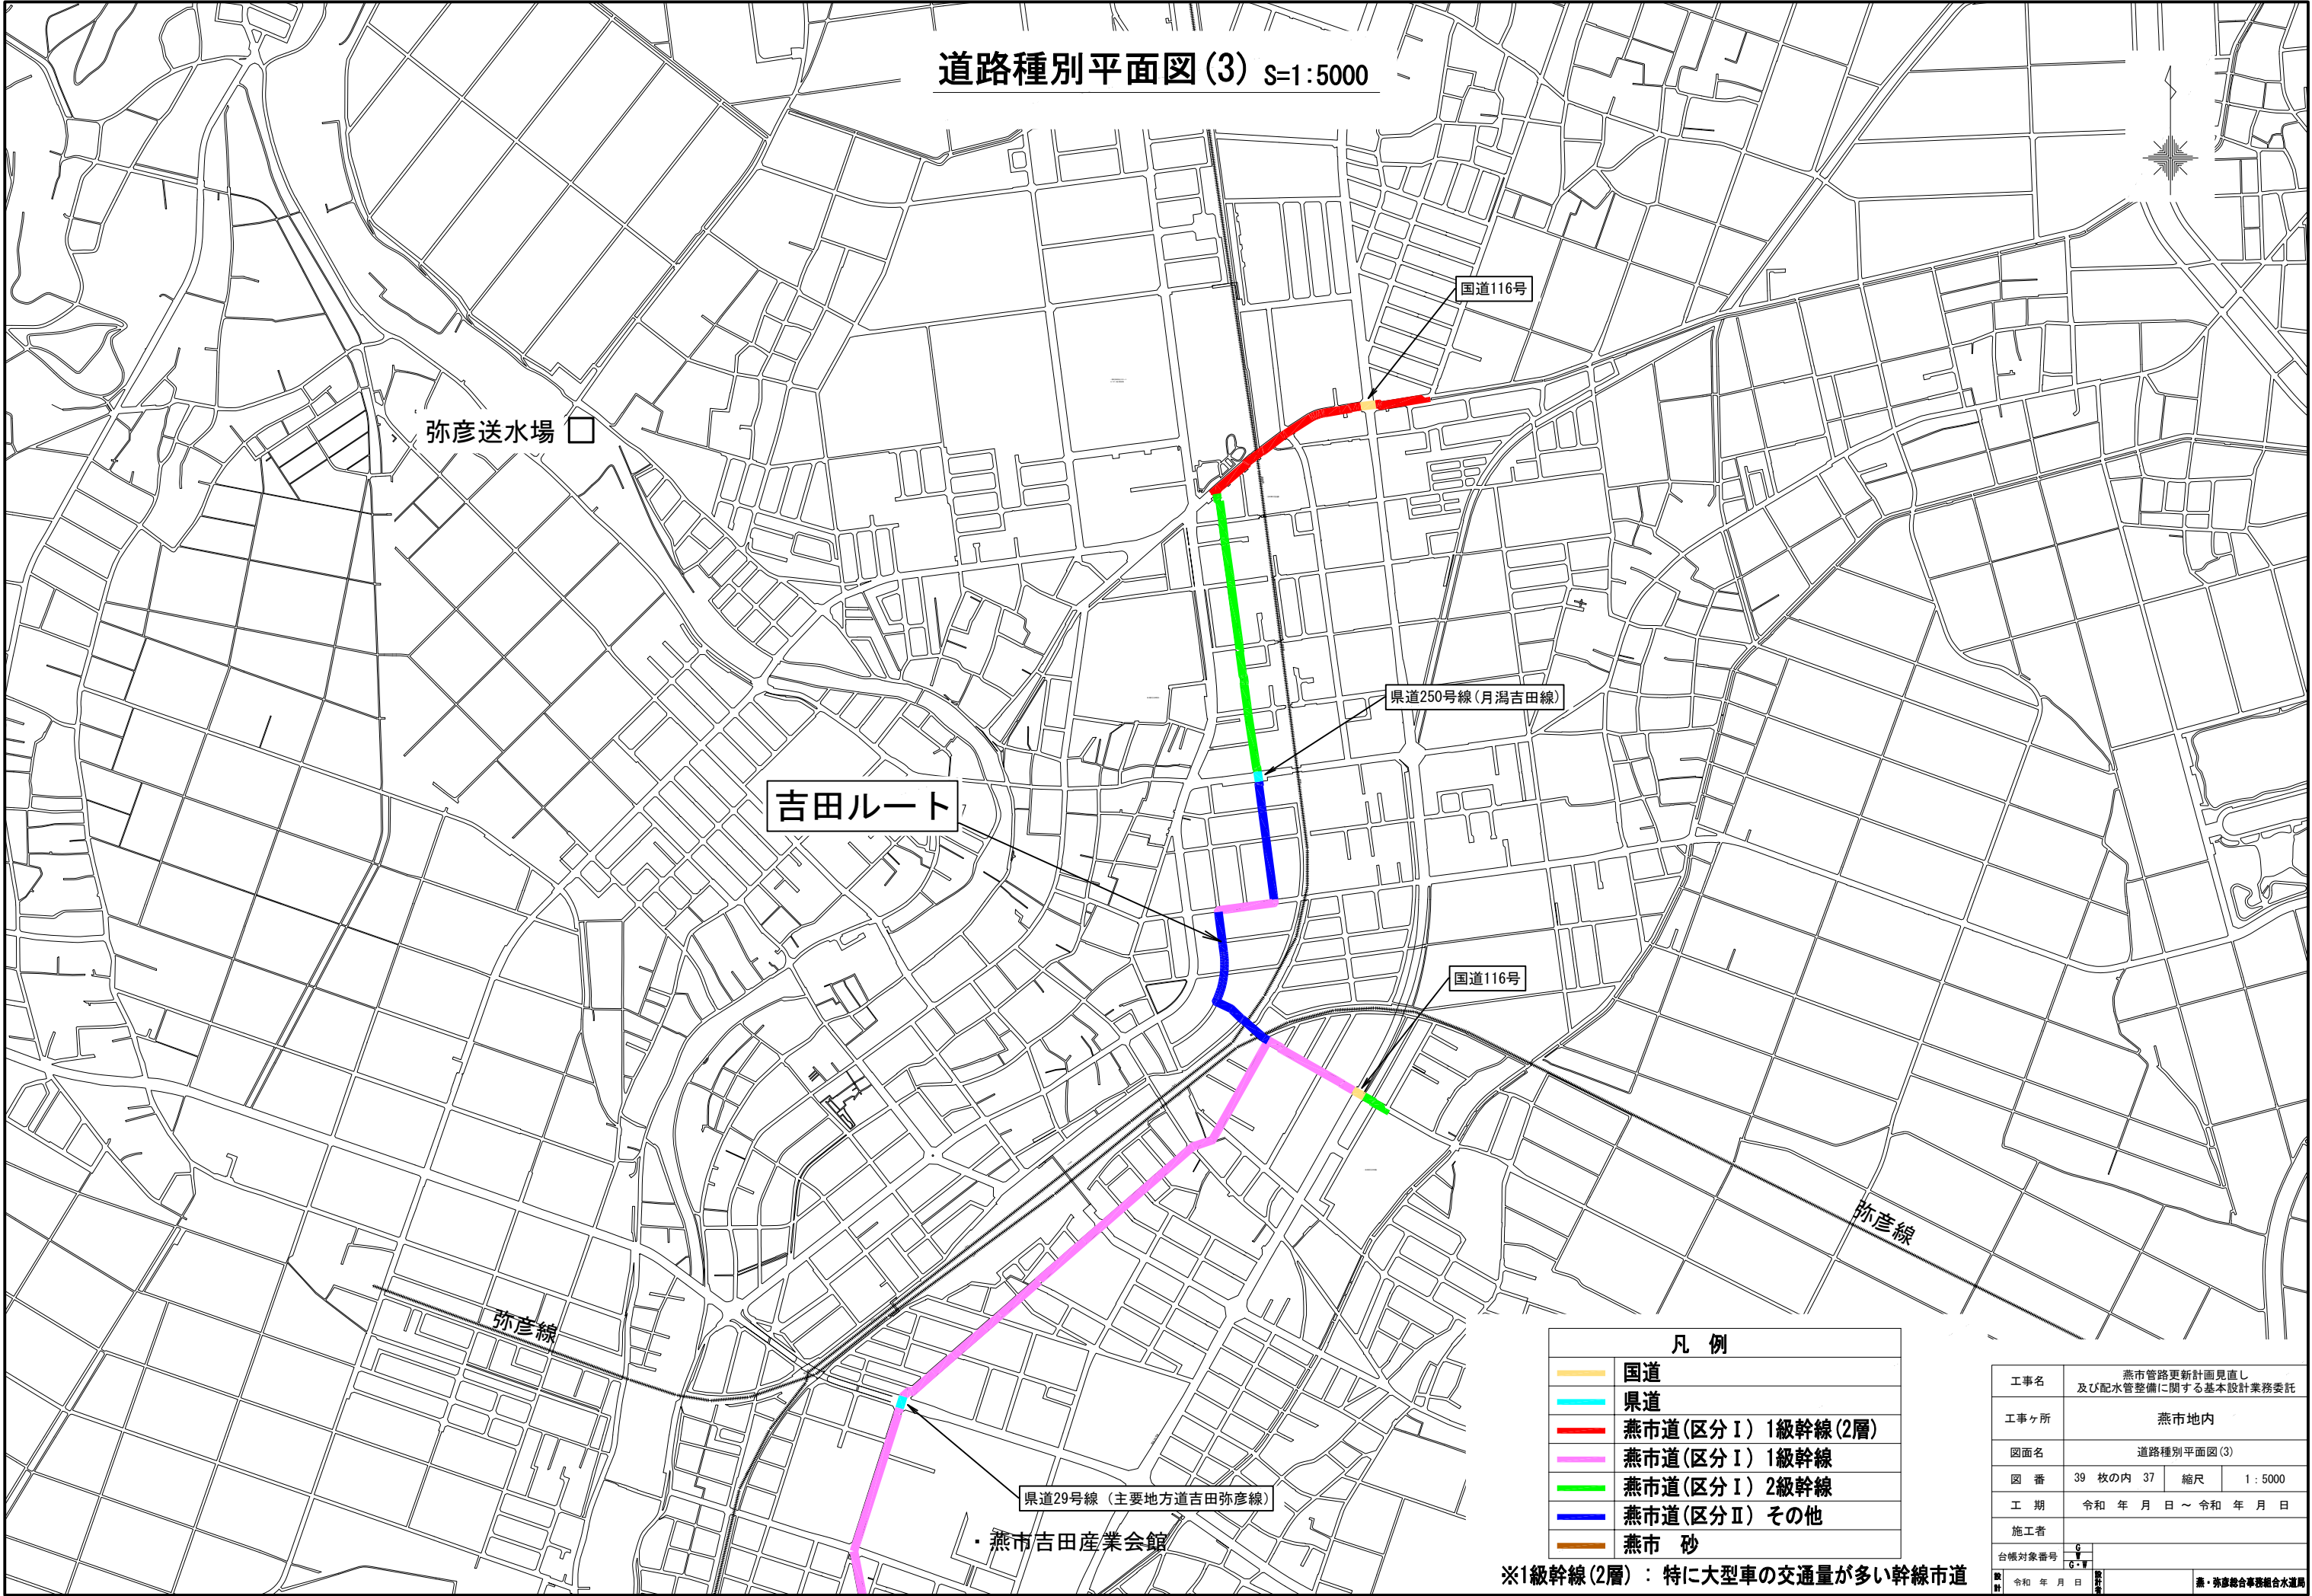 道路種別平面図(3) S=1:5000
国道116号
弥彦送水場
県道250号線(月潟吉田線)
吉田ルート
国道116号
弥彦線
弥彦線
県道29号線 (主要地方道吉田弥彦線)
・燕市吉田産業会館
凡 例
国道
県道
燕市道(区分Ⅰ) 1級幹線(2層)
燕市道(区分Ⅰ) 1級幹線
燕市道(区分Ⅰ) 2級幹線
燕市道(区分Ⅱ) その他
燕市 砂
※1級幹線(2層) : 特に大型車の交通量が多い幹線市道
工事名 燕市管路更新計画見直し
及び配水管整備に関する基本設計業務委託
工事ヶ所 燕市地内
図面名 道路種別平面図(3)
図 番 39 枚の内 37 縮尺 1:5000
工 期 令和 年 月 日 ~ 令和 年 月 日
施工者
台帳対象番号 G
W
G・W
設計 令和 年 月 日 設計者 燕・弥彦総合事務組合水道局